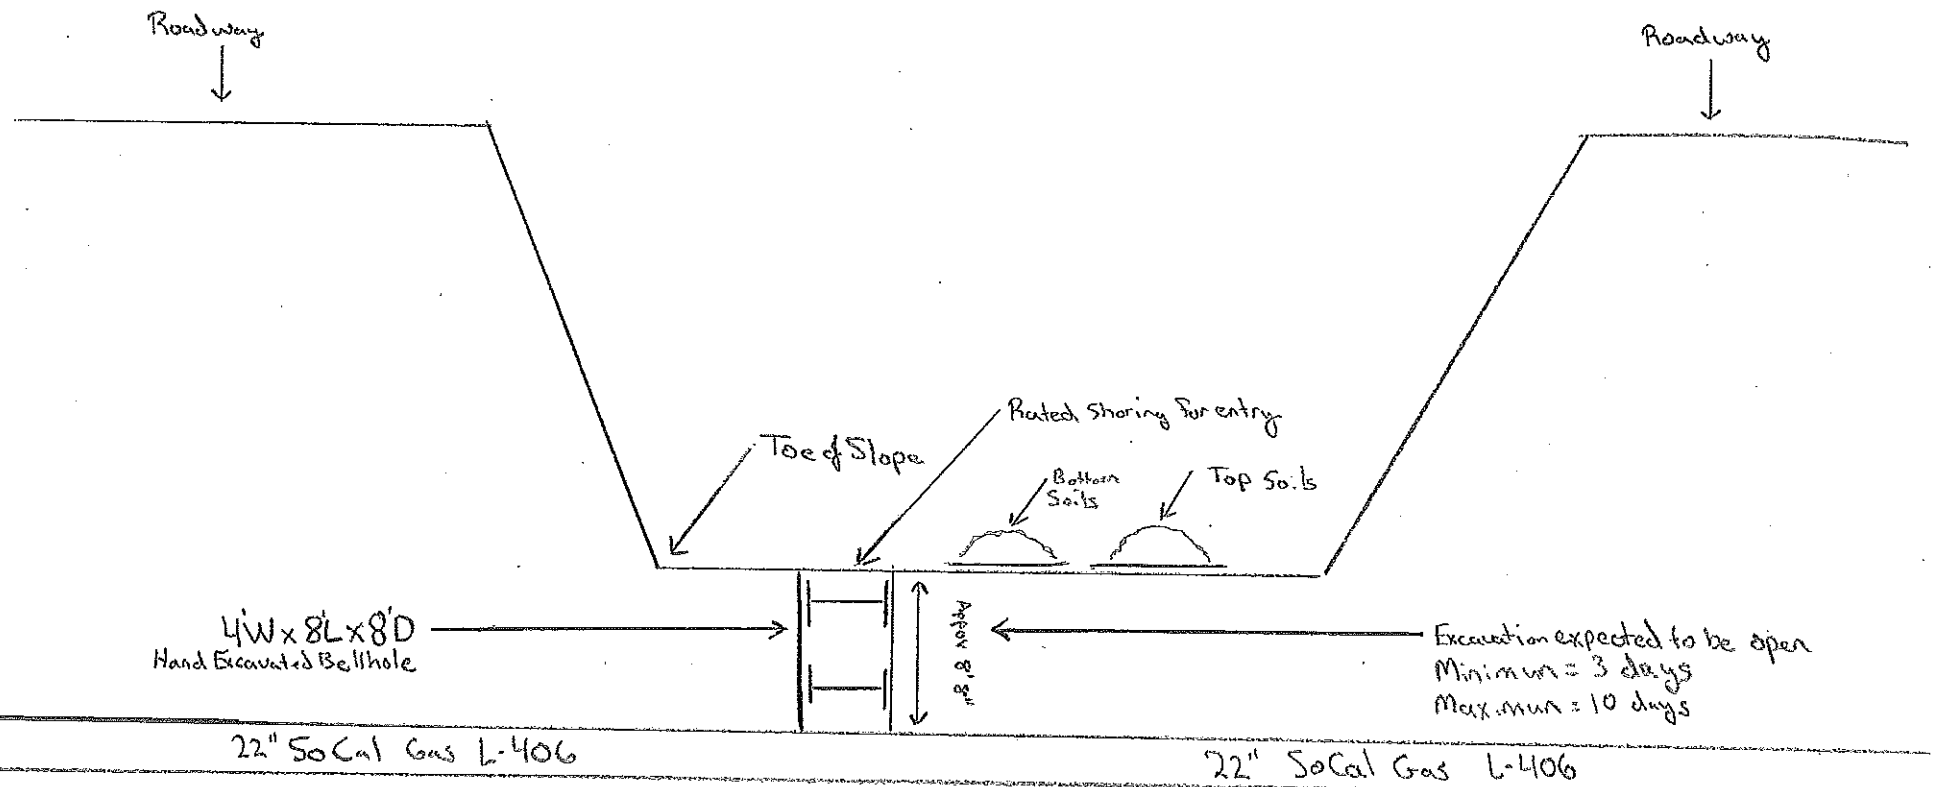 Roadway
Roadway
Rated Shoring for entry
Toe of Slope
Bottom
Soils
Top Soils
4'W x 8'L x 8'D
Hand Excavated Bellhole
Approx 8'
Excavation expected to be open
Minimum = 3 days
Maximum = 10 days
22" SoCal Gas L-406
22" SoCal Gas L-406